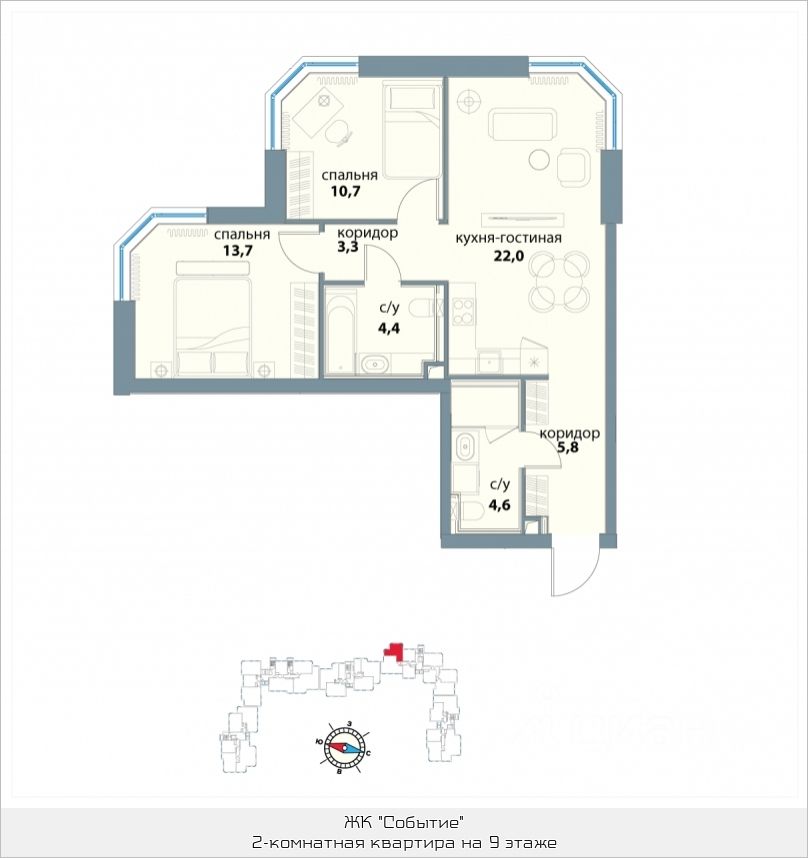 спальня
10,7
спальня
13,7
коридор
3,3
кухня-гостиная
22,0
с/у
4,4
коридор
5,8
с/у
4,6
З
Ю
С
В
ЖК "Событие"
2-комнатная квартира на 9 этаже